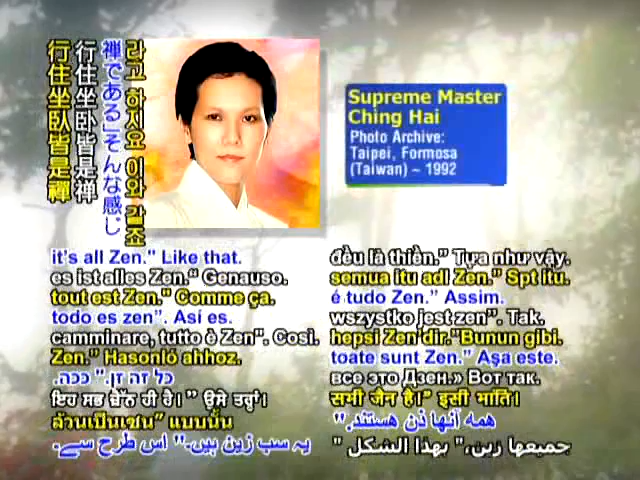 行住坐臥皆是禪
行住坐卧皆是禅
禅である」そんな感じ
라고 하지요 이와 같죠
Supreme Master
Ching Hai
Photo Archive:
Taipei, Formosa
(Taiwan) ~ 1992
it's all Zen." Like that.
es ist alles Zen.“ Genauso.
tout est Zen." Comme ça.
todo es zen”. Así es.
camminare, tutto è Zen". Così.
Zen.” Hasonló ahhoz.
כל זה זן." ככה.
ਇਹ ਸਭ ਜ਼ੈੱਨ ਹੀ ਹੈ।” ਉਸੇ ਤਰ੍ਹਾਂ।
ล้วนเป็นเซน” แบบนั้น
یہ سب زین ہیں." اس طرح سے.
đều là thiền.” Tựa như vậy.
semua itu adl Zen.” Spt itu.
é tudo Zen.” Assim.
wszystko jest zen”. Tak.
hepsi Zen'dir."Bunun gibi.
toate sunt Zen.” Aşa este.
все это Дзен.» Вот так.
सभी जैन है।” इसी भांति।
همه آنها ذن هستند."
جميعها زين،" بهذا الشكل "